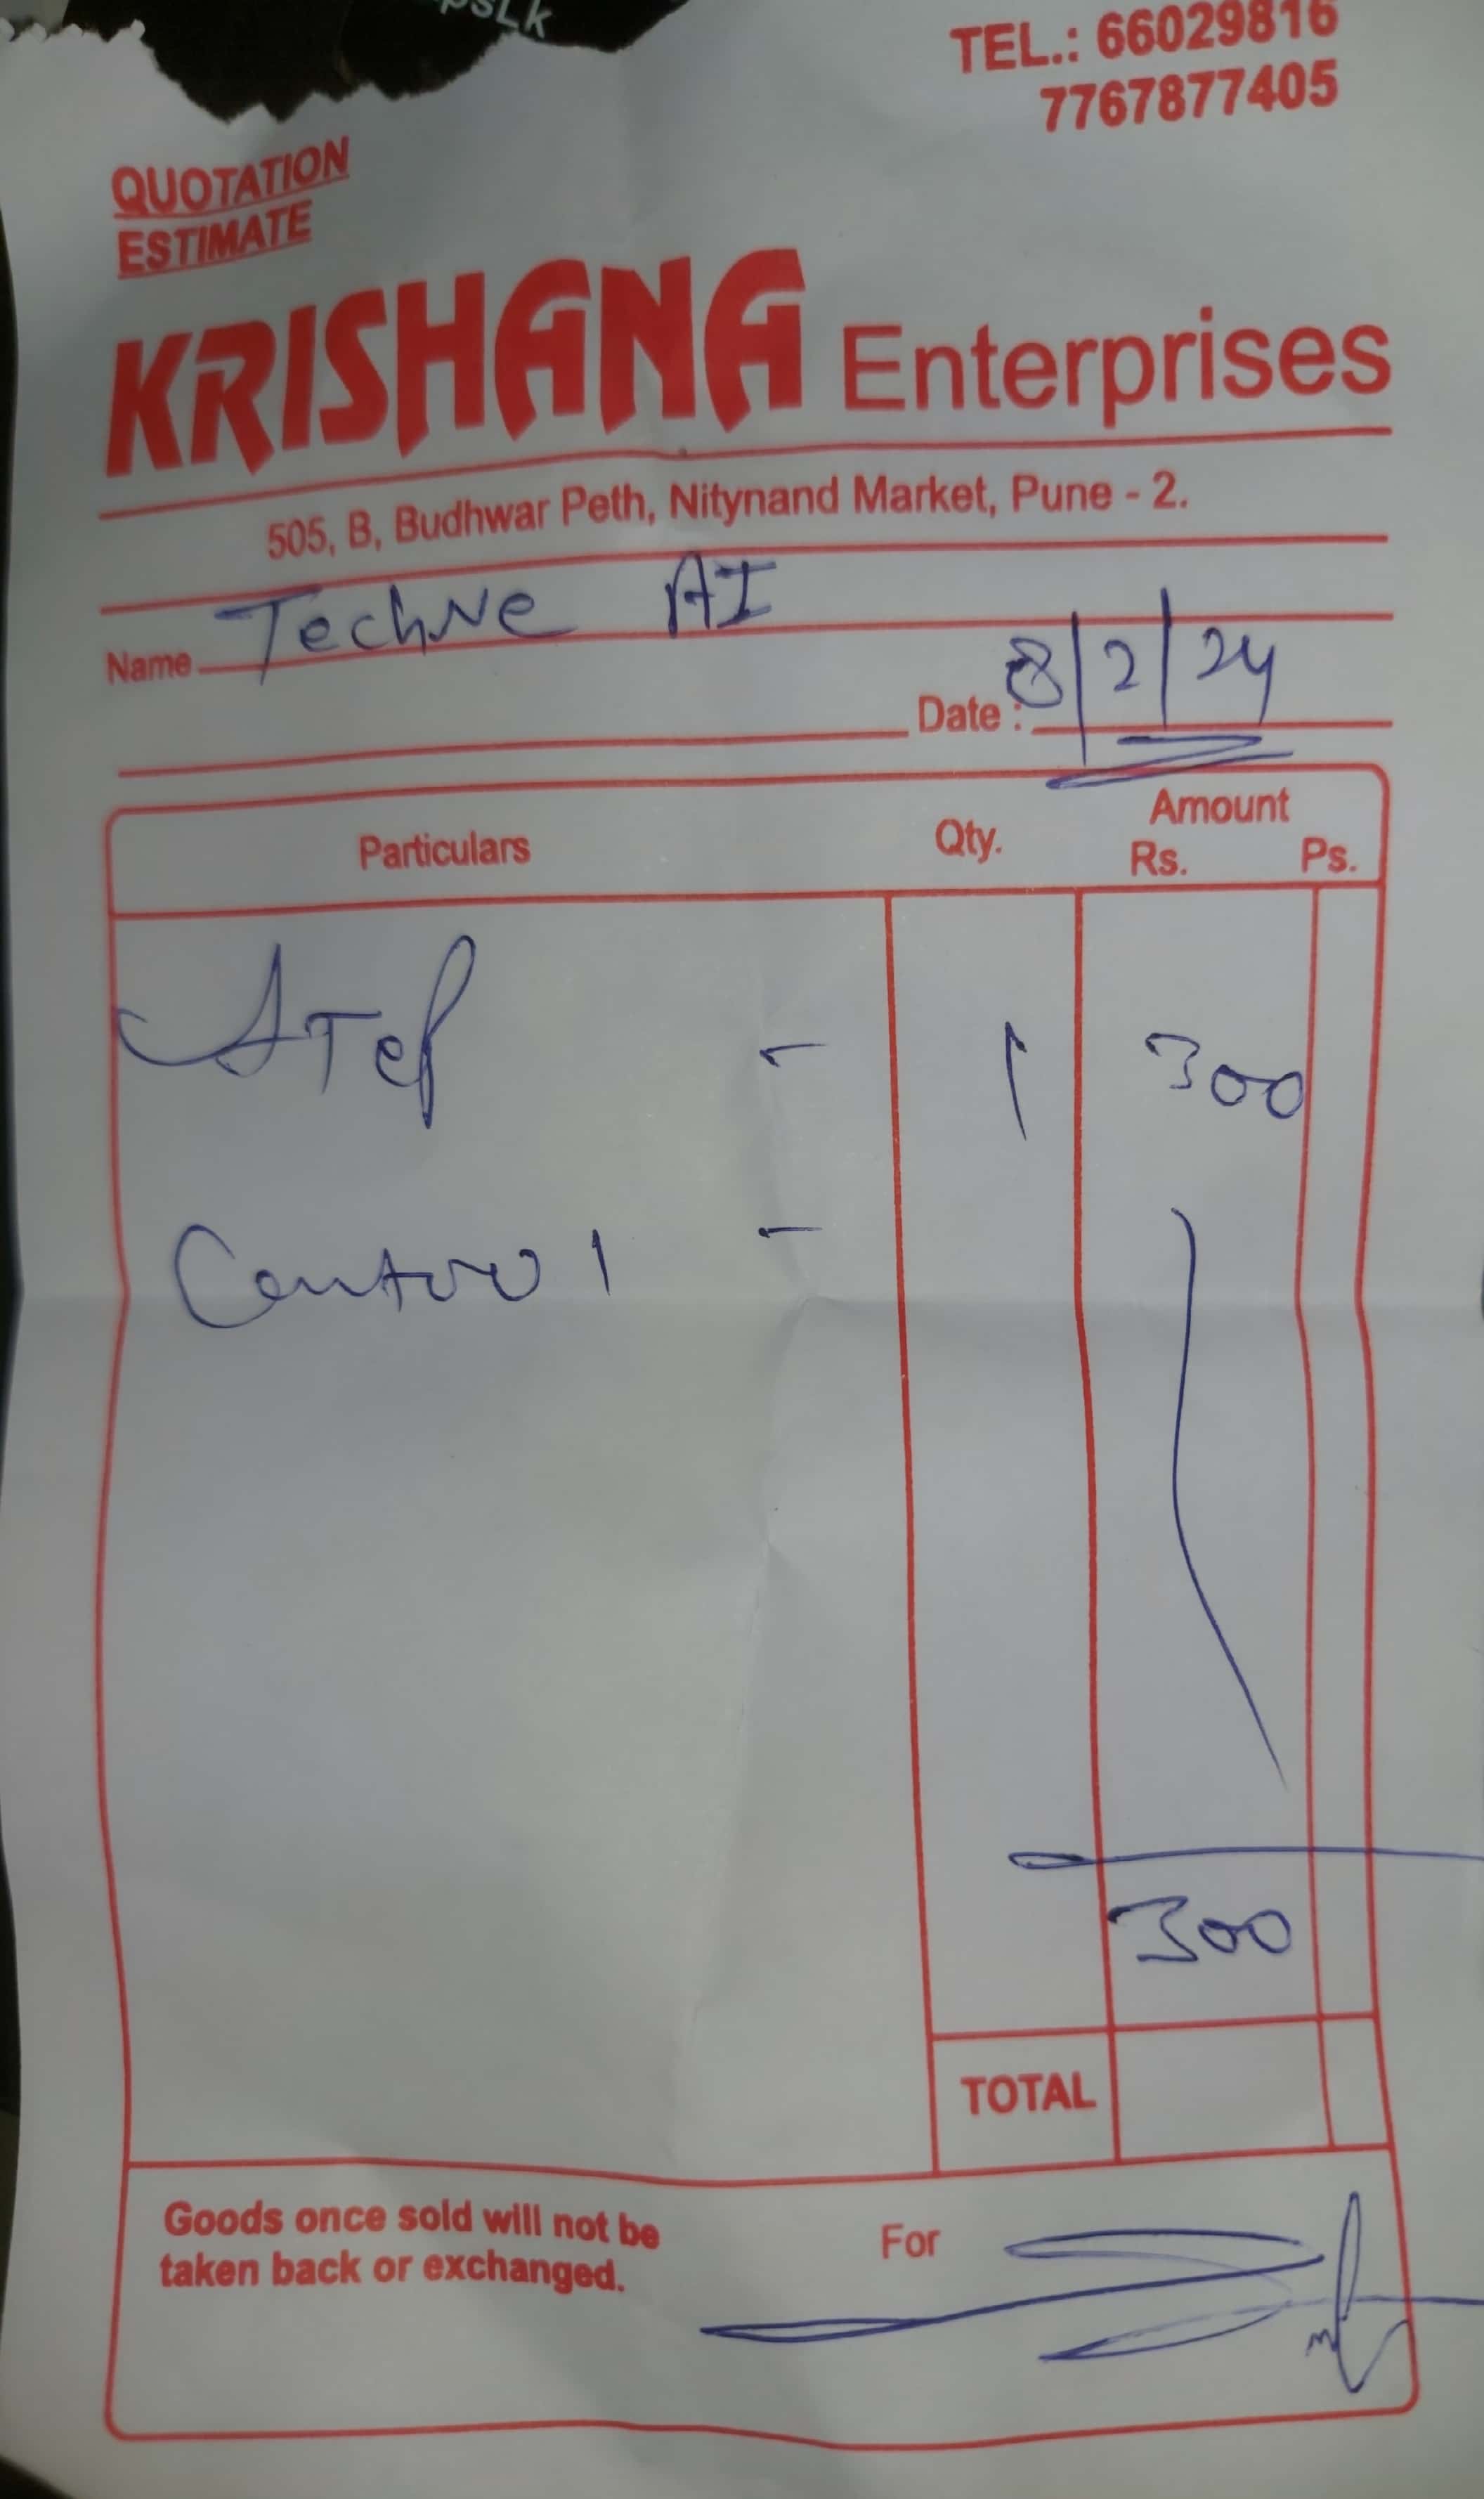 TEL.: 66029816
7767877405
QUOTATION
ESTIMATE
KRISHANA Enterprises
505, B, Budhwar Peth, Nitynand Market, Pune - 2.
Name Techne AI
Date : 8/2/24
Particulars Qty. Amount
Rs. Ps.
STef - 1 300
Control -
300
TOTAL
Goods once sold will not be
taken back or exchanged.
For